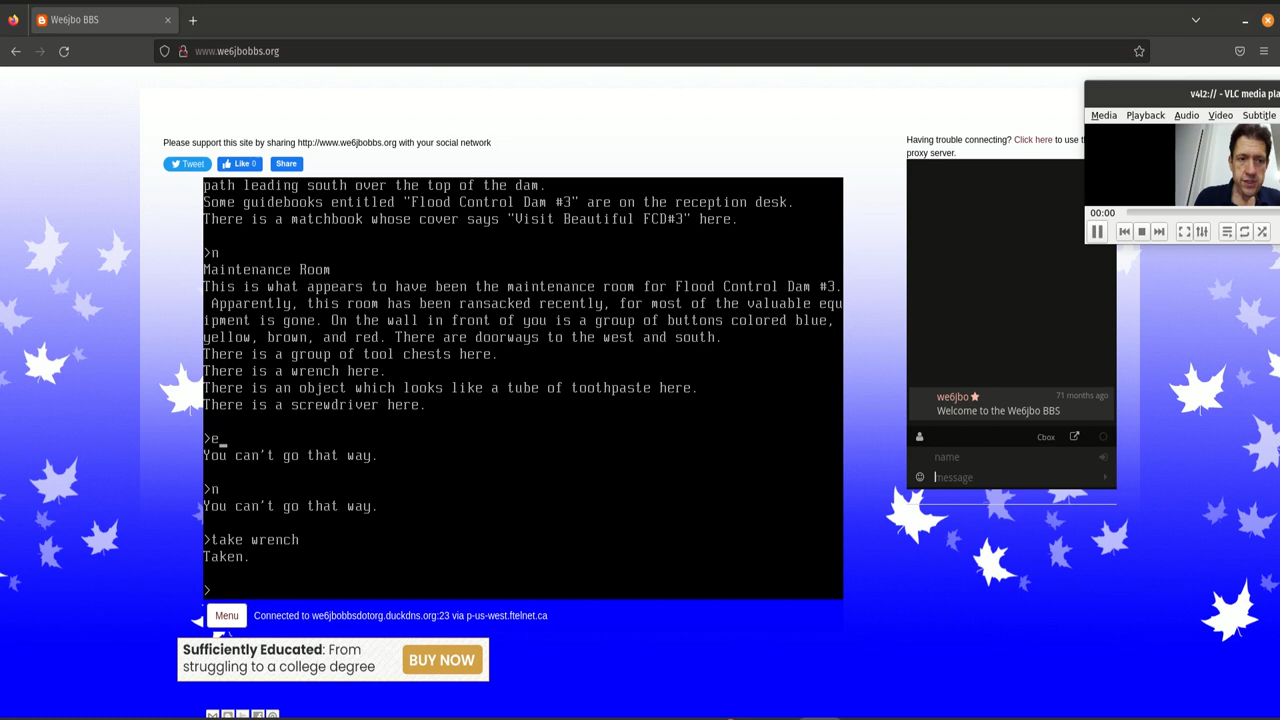 We6jbo BBS
www.we6jbobbs.org
v4l2:// - VLC media pla
Media Playback Audio Video Subtitle
00:00
Please support this site by sharing http://www.we6jbobbs.org with your social network
Tweet
Like 0
Share
Having trouble connecting? Click here to use t
proxy server.
path leading south over the top of the dam.
Some guidebooks entitled "Flood Control Dam #3" are on the reception desk.
There is a matchbook whose cover says "Visit Beautiful FCD#3" here.
>n
Maintenance Room
This is what appears to have been the maintenance room for Flood Control Dam #3.
Apparently, this room has been ransacked recently, for most of the valuable equ
ipment is gone. On the wall in front of you is a group of buttons colored blue,
yellow, brown, and red. There are doorways to the west and south.
There is a group of tool chests here.
There is a wrench here.
There is an object which looks like a tube of toothpaste here.
There is a screwdriver here.
>e_
You can't go that way.
>n
You can't go that way.
>take wrench
Taken.
>
we6jbo
71 months ago
Welcome to the We6jbo BBS
Cbox
name
message
Menu
Connected to we6jbobbsdotorg.duckdns.org:23 via p-us-west.ftelnet.ca
Sufficiently Educated: From
struggling to a college degree
BUY NOW